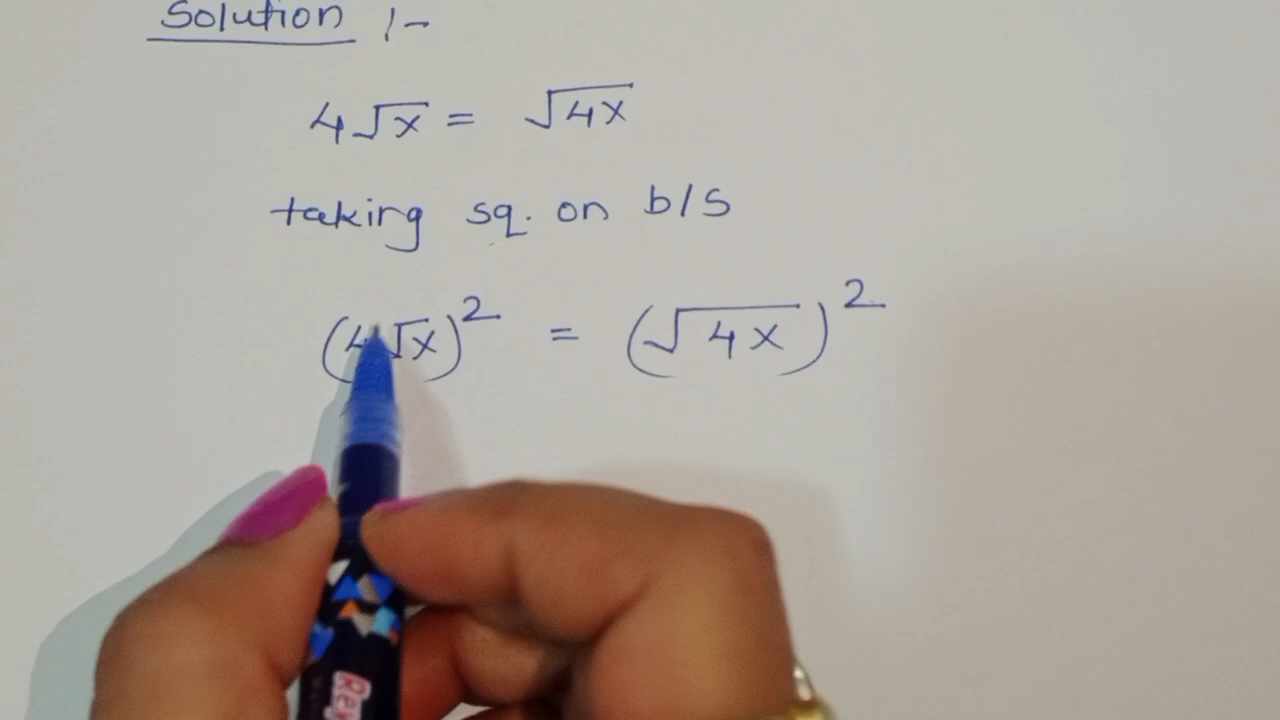 Solution :-
4√x = √4x
taking sq. on b/s
(4√x)² = (√4x)²